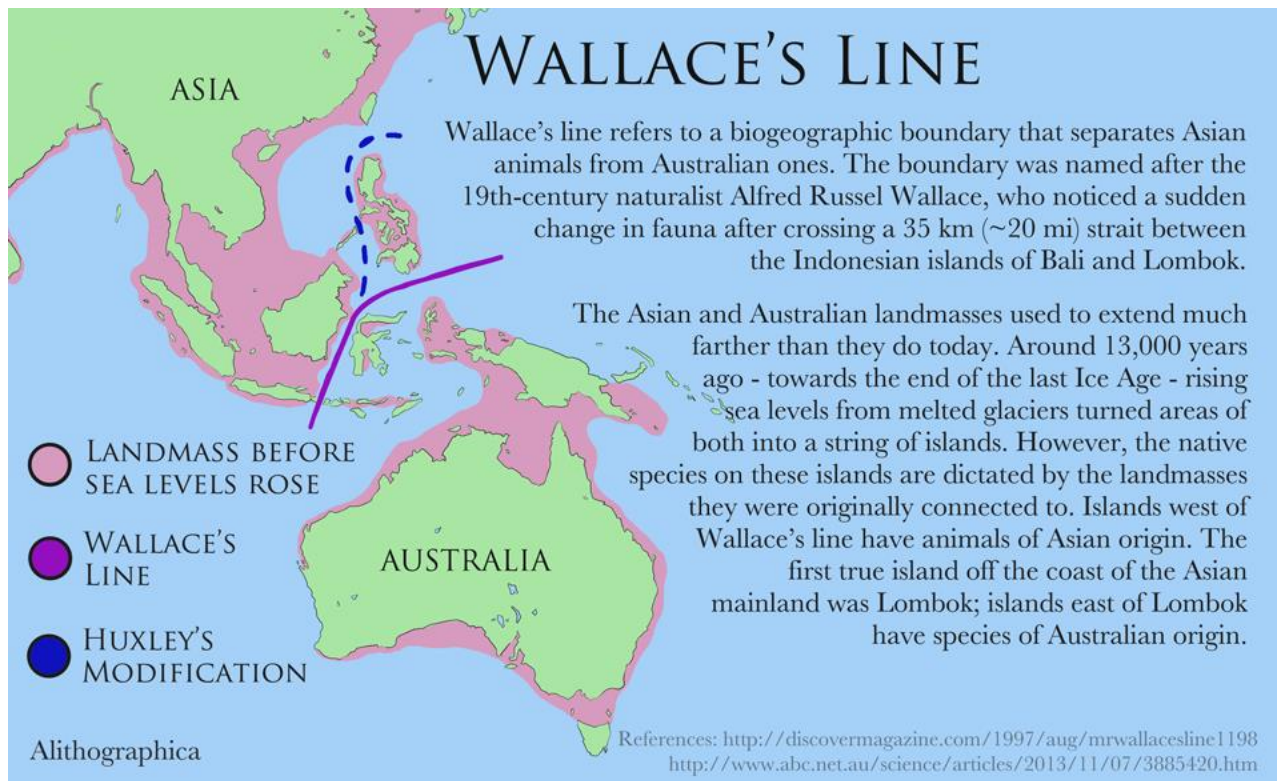 WALLACE'S LINE
ASIA
Wallace's line refers to a biogeographic boundary that separates Asian
animals from Australian ones. The boundary was named after the
19th-century naturalist Alfred Russel Wallace, who noticed a sudden
change in fauna after crossing a 35 km (~20 mi) strait between
the Indonesian islands of Bali and Lombok.
The Asian and Australian landmasses used to extend much
farther than they do today. Around 13,000 years
ago - towards the end of the last Ice Age - rising
sea levels from melted glaciers turned areas of
both into a string of islands. However, the native
species on these islands are dictated by the landmasses
they were originally connected to. Islands west of
Wallace's line have animals of Asian origin. The
first true island off the coast of the Asian
mainland was Lombok; islands east of Lombok
have species of Australian origin.
LANDMASS BEFORE
SEA LEVELS ROSE
WALLACE'S
LINE
HUXLEY'S
MODIFICATION
AUSTRALIA
Alithographica
References: http://discovermagazine.com/1997/aug/mrwallacesline1198
http://www.abc.net.au/science/articles/2013/11/07/3885420.htm